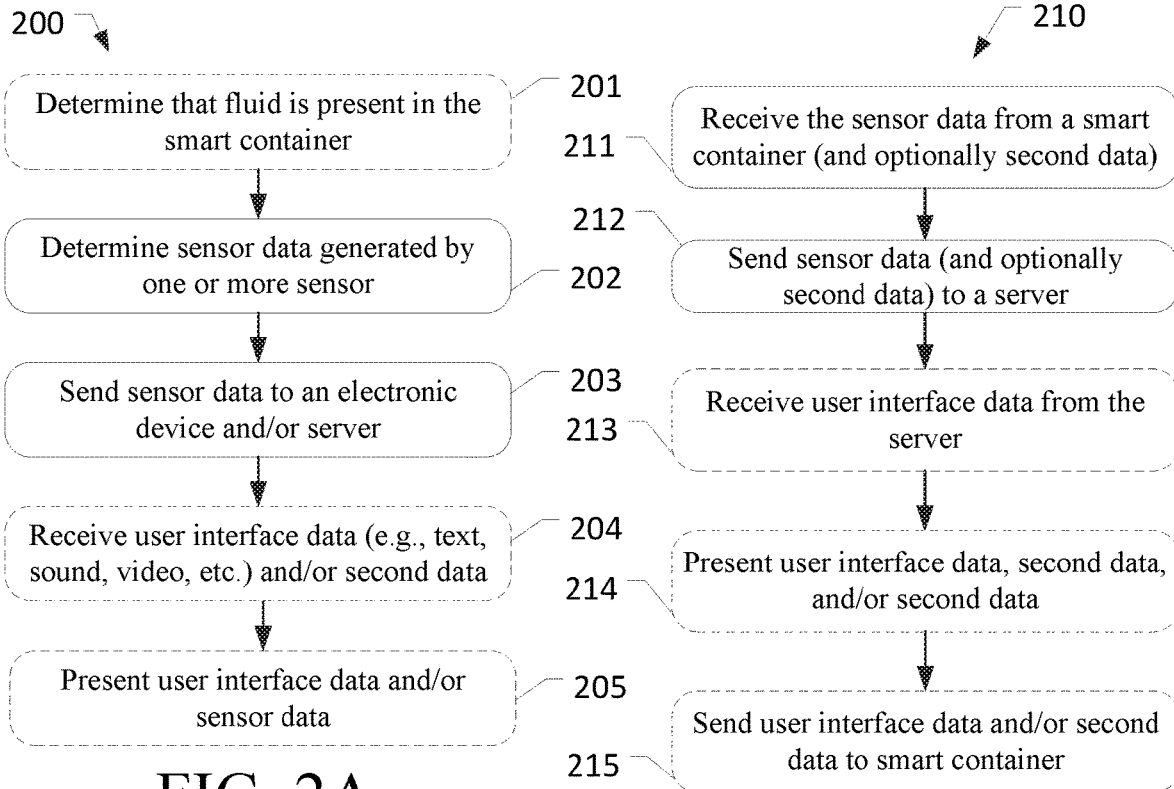 200
Determine that fluid is present in the
smart container
201
Determine sensor data generated by
one or more sensor
202
Send sensor data to an electronic
device and/or server
203
Receive user interface data (e.g., text,
sound, video, etc.) and/or second data
204
Present user interface data and/or
sensor data
205
210
Receive the sensor data from a smart
container (and optionally second data)
211
212
Send sensor data (and optionally
second data) to a server
Receive user interface data from the
server
213
Present user interface data, second data,
and/or second data
214
Send user interface data and/or second
data to smart container
215
FIG. 2A